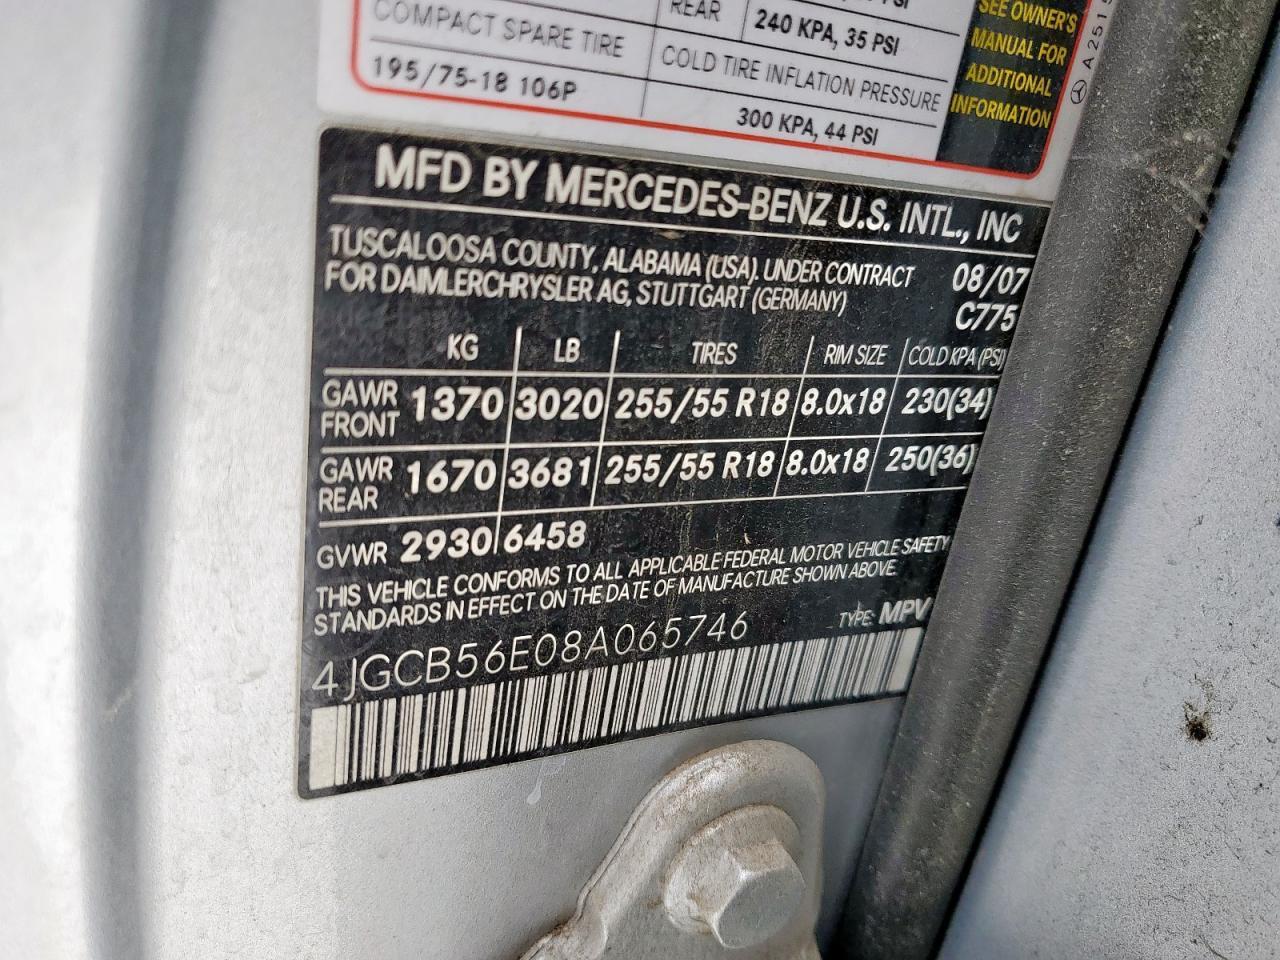 PSI
SEE OWNER'S
MANUAL FOR
ADDITIONAL
INFORMATION
REAR 240 KPA, 35 PSI
COMPACT SPARE TIRE COLD TIRE INFLATION PRESSURE
195/75-18 106P 300 KPA, 44 PSI
A 2515
MFD BY MERCEDES-BENZ U.S. INTL., INC
TUSCALOOSA COUNTY, ALABAMA (USA). UNDER CONTRACT 08/07
FOR DAIMLERCHRYSLER AG, STUTTGART (GERMANY) C775
KG LB TIRES RIM SIZE COLD KPA (PSI)
GAWR FRONT 1370 3020 255/55 R18 8.0x18 230(34)
GAWR REAR 1670 3681 255/55 R18 8.0x18 250(36)
GVWR 2930 6458
THIS VEHICLE CONFORMS TO ALL APPLICABLE FEDERAL MOTOR VEHICLE SAFETY
STANDARDS IN EFFECT ON THE DATE OF MANUFACTURE SHOWN ABOVE.
4JGCB56E08A065746 TYPE: MPV